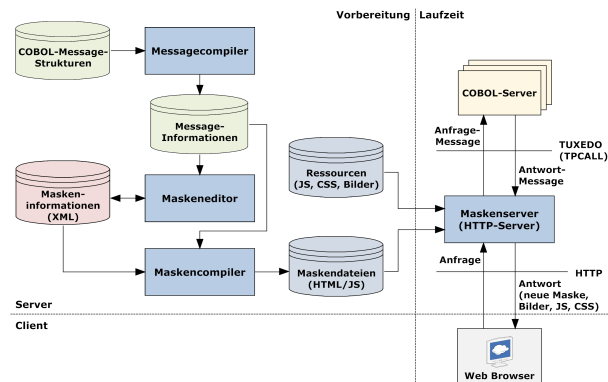 Vorbereitung
Laufzeit
COBOL-Message-
Strukturen
Messagecompiler
COBOL-Server
Message-
Informationen
Anfrage-
Message
TUXEDO
(TPCALL)
Ressourcen
(JS, CSS, Bilder)
Antwort-
Message
Masken-
informationen
(XML)
Maskeneditor
Maskenserver
(HTTP-Server)
Maskencompiler
Maskendateien
(HTML/JS)
Anfrage
HTTP
Antwort
(neue Maske,
Bilder, JS, CSS)
Server
Client
Web Browser